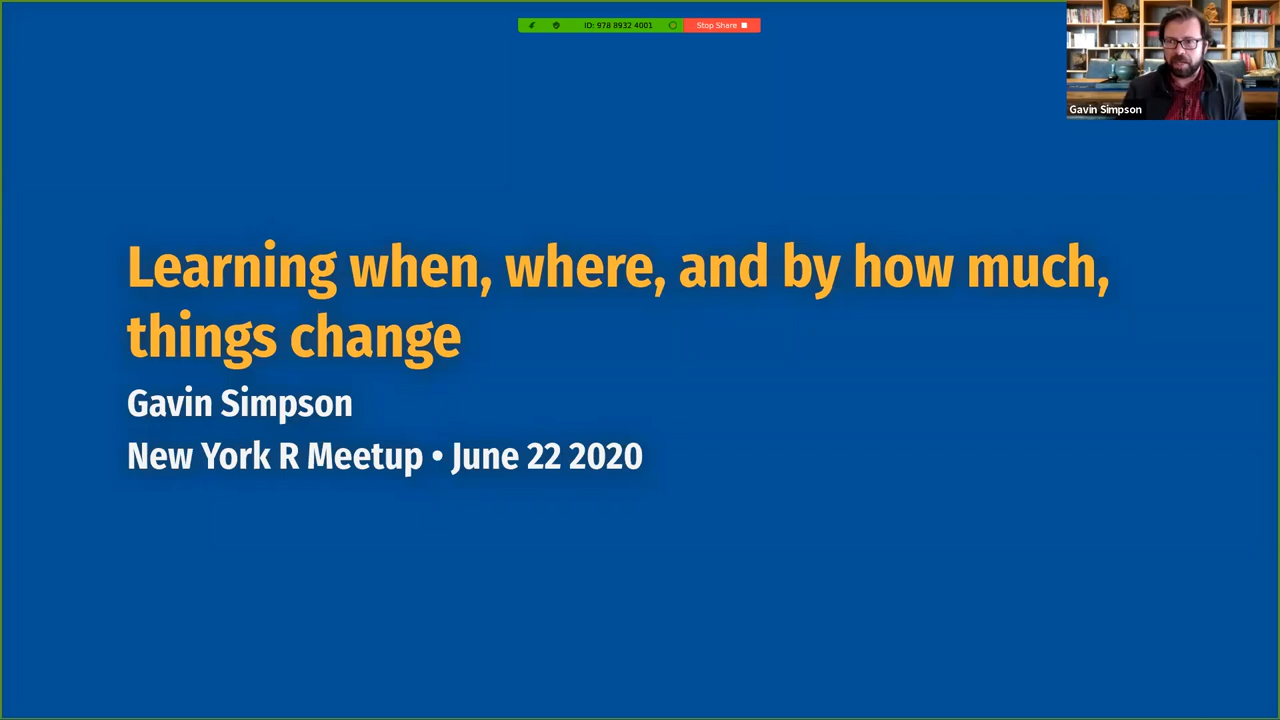 ID: 978 8932 4001
Stop Share
Gavin Simpson
Learning when, where, and by how much,
things change
Gavin Simpson
New York R Meetup • June 22 2020